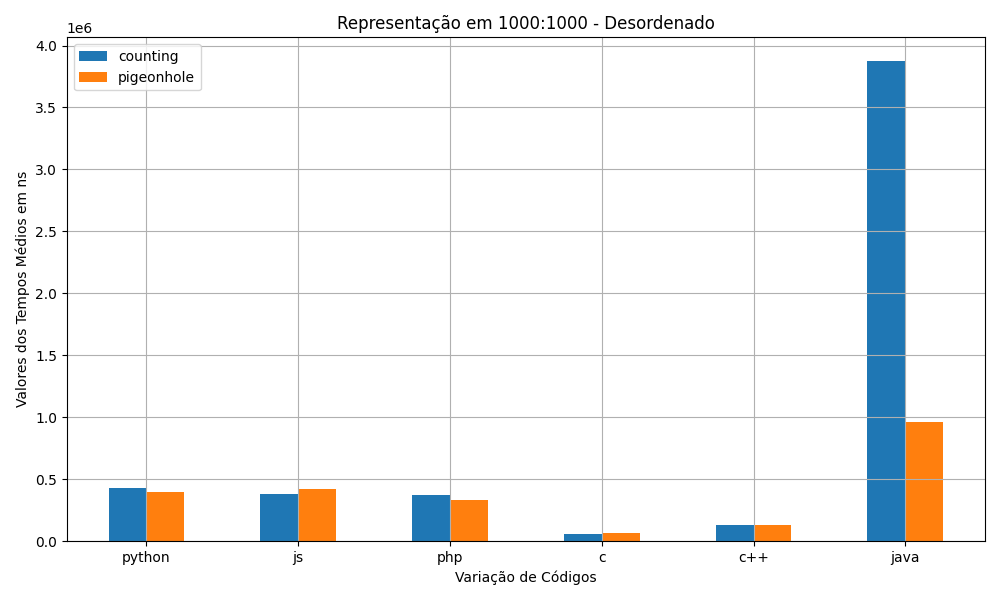 Representação em 1000:1000 - Desordenado
1e6
counting
pigeonhole
Valores dos Tempos Médios em ns
4.0
3.5
3.0
2.5
2.0
1.5
1.0
0.5
0.0
python js php c c++ java
Variação de Códigos